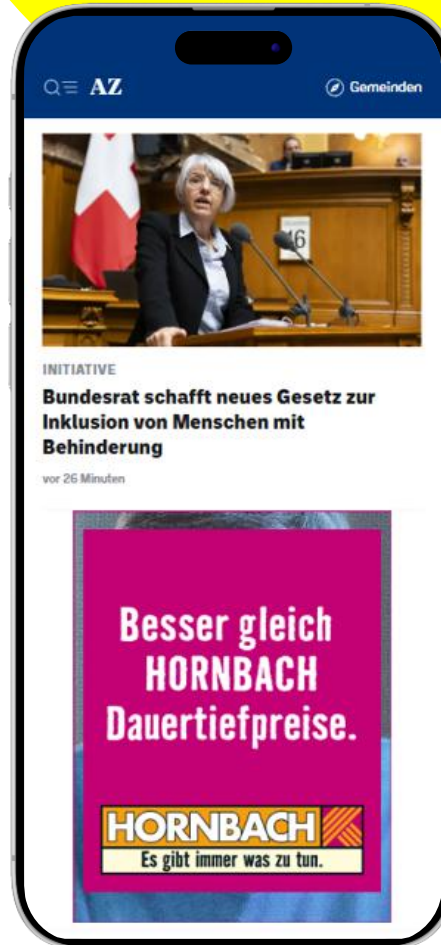 AZ
Gemeinden
16
INITIATIVE
Bundesrat schafft neues Gesetz zur
Inklusion von Menschen mit
Behinderung
vor 26 Minuten
Besser gleich
HORNBACH
Dauertiefpreise.
HORNBACH
Es gibt immer was zu tun.